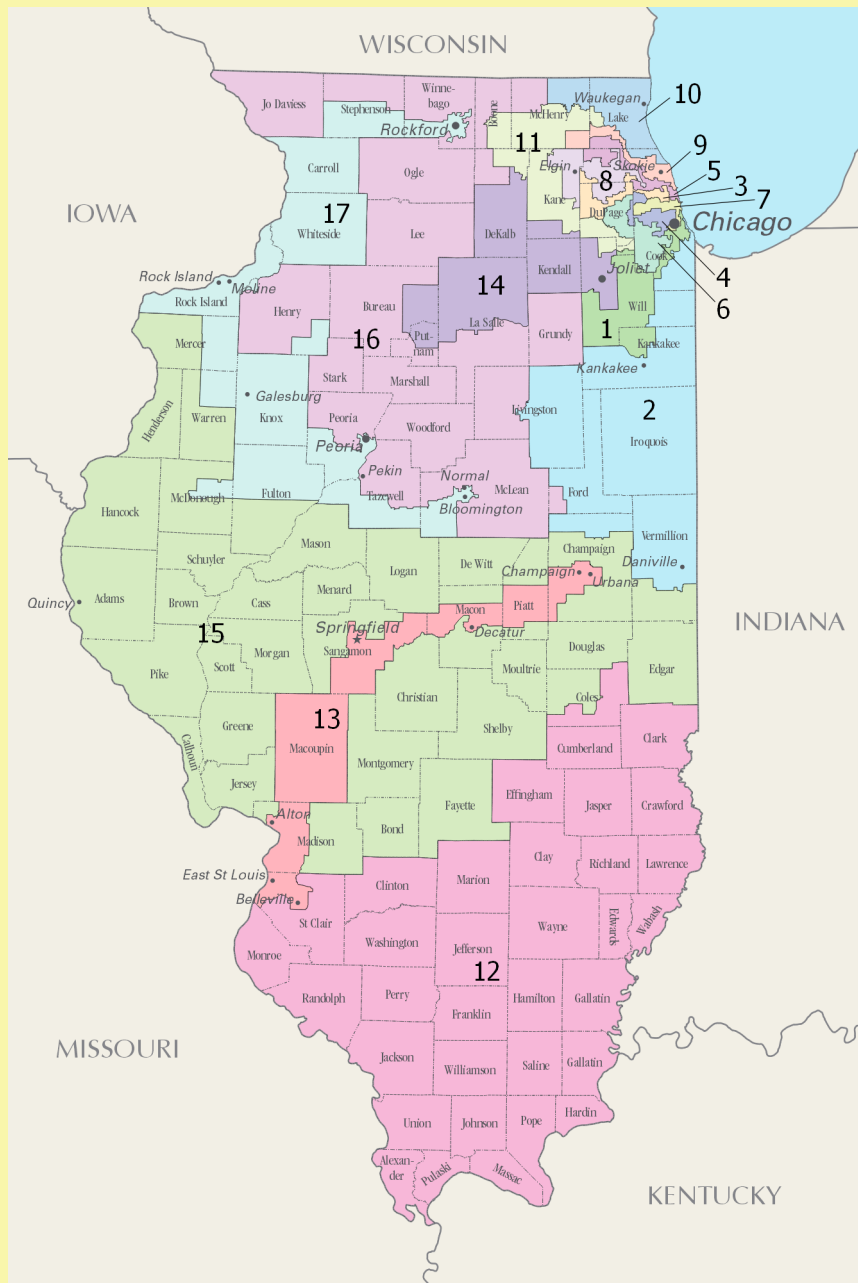 WISCONSIN
Winne-
bago
Jo Daviess
Stephenson
Boone
McHenry
Waukegan
Lake
10
Rockford
11
9
Carroll
Ogle
Elgin
8
Skokie
5
3
7
Kane
DuPage
IOWA
17
Whiteside
Lee
DeKalb
Chicago
Cook
4
6
Rock Island
Moline
Rock Island
Kendall
Joliet
14
Henry
Bureau
Will
La Salle
1
16
Put-
nam
Grundy
Kankakee
Mercer
Kankakee
Stark
Marshall
Henderson
Warren
Galesburg
Knox
Peoria
Woodford
Livingston
2
Iroquois
Peoria
Pekin
Normal
McDonough
Fulton
Tazewell
McLean
Ford
Bloomington
Hancock
Vermillion
Mason
Champaign
Schuyler
Logan
De Witt
Daniville
Champaign
Urbana
Quincy
Adams
Brown
Cass
Menard
Piatt
Macon
Springfield
Decatur
INDIANA
15
Sangamon
Morgan
Douglas
Scott
Pike
Moultrie
Edgar
Christian
Coles
13
Greene
Shelby
Clark
Macoupin
Cumberland
Calhoun
Montgomery
Jersey
Effingham
Fayette
Jasper
Crawford
Alton
Madison
Bond
Clay
Richland
Lawrence
East St Louis
Clinton
Marion
Belleville
St Clair
Wayne
Edwards
Wabash
Washington
Jefferson
Monroe
12
Randolph
Perry
Hamilton
Gallatin
Franklin
MISSOURI
Jackson
Williamson
Saline
Gallatin
Union
Johnson
Pope
Hardin
Alexan-
der
Pulaski
Massac
KENTUCKY